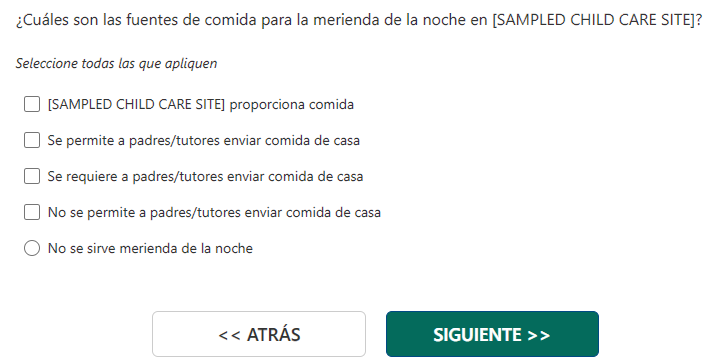 ¿Cuáles son las fuentes de comida para la merienda de la noche en [SAMPLED CHILD CARE SITE]?
Seleccione todas las que apliquen
[SAMPLED CHILD CARE SITE] proporciona comida
Se permite a padres/tutores enviar comida de casa
Se requiere a padres/tutores enviar comida de casa
No se permite a padres/tutores enviar comida de casa
No se sirve merienda de la noche
<< ATRÁS
SIGUIENTE >>